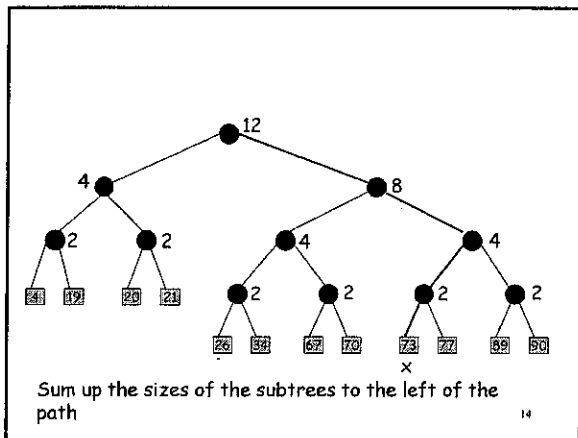 12
4 8
2 2 4 4
2 2 2 2
4 19 20 21
26 34 67 70 73 77 89 90
x
Sum up the sizes of the subtrees to the left of the
path
14